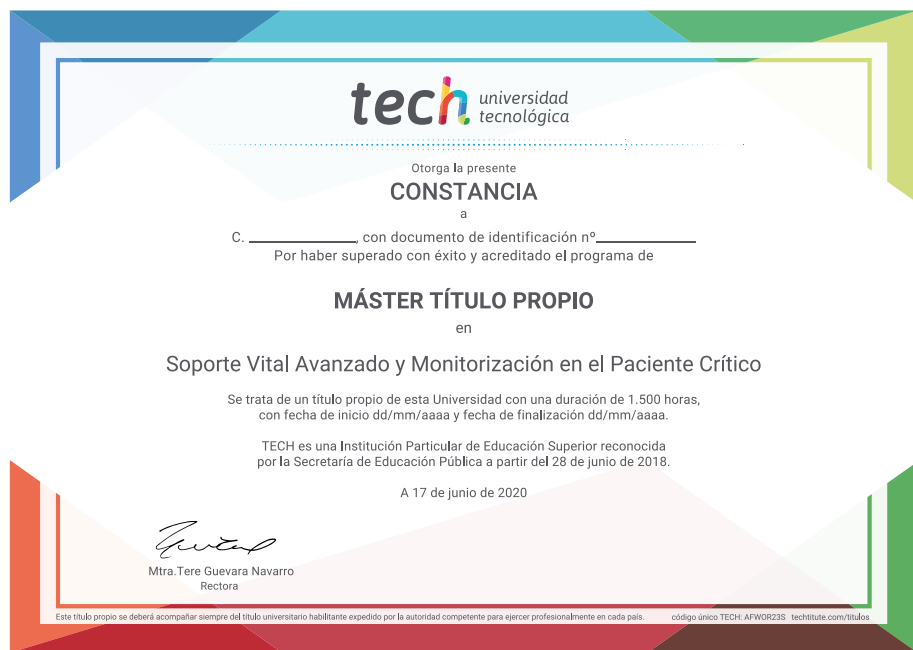 tech universidad
tecnológica
Otorga la presente
CONSTANCIA
a
C. ____________, con documento de identificación nº____________
Por haber superado con éxito y acreditado el programa de
MÁSTER TÍTULO PROPIO
en
Soporte Vital Avanzado y Monitorización en el Paciente Crítico
Se trata de un título propio de esta Universidad con una duración de 1.500 horas,
con fecha de inicio dd/mm/aaaa y fecha de finalización dd/mm/aaaa.
TECH es una Institución Particular de Educación Superior reconocida
por la Secretaría de Educación Pública a partir del 28 de junio de 2018.
A 17 de junio de 2020
Mtra.Tere Guevara Navarro
Rectora
Este título propio se deberá acompañar siempre del título universitario habilitante expedido por la autoridad competente para ejercer profesionalmente en cada país. código único TECH: AFWOR23S techtitute.com/titulos